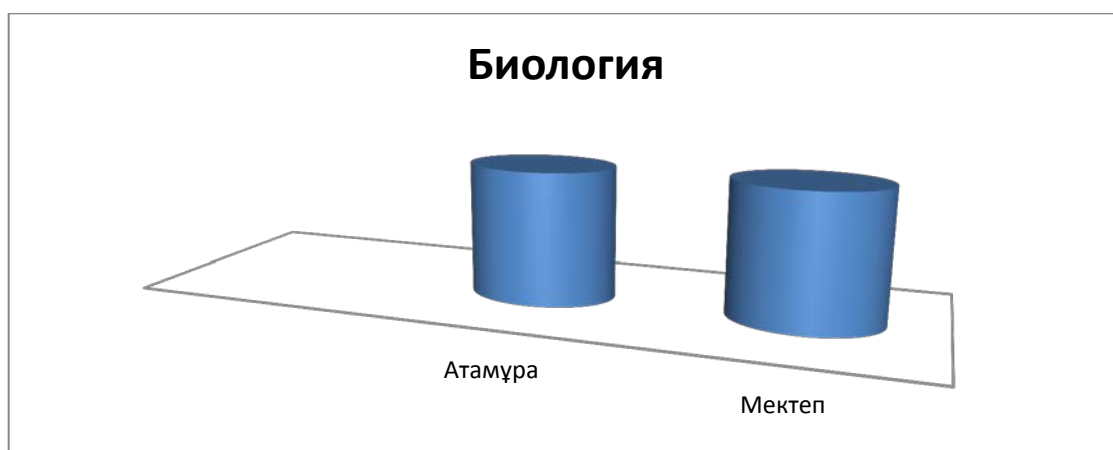 Биология
Атамұра
Мектеп